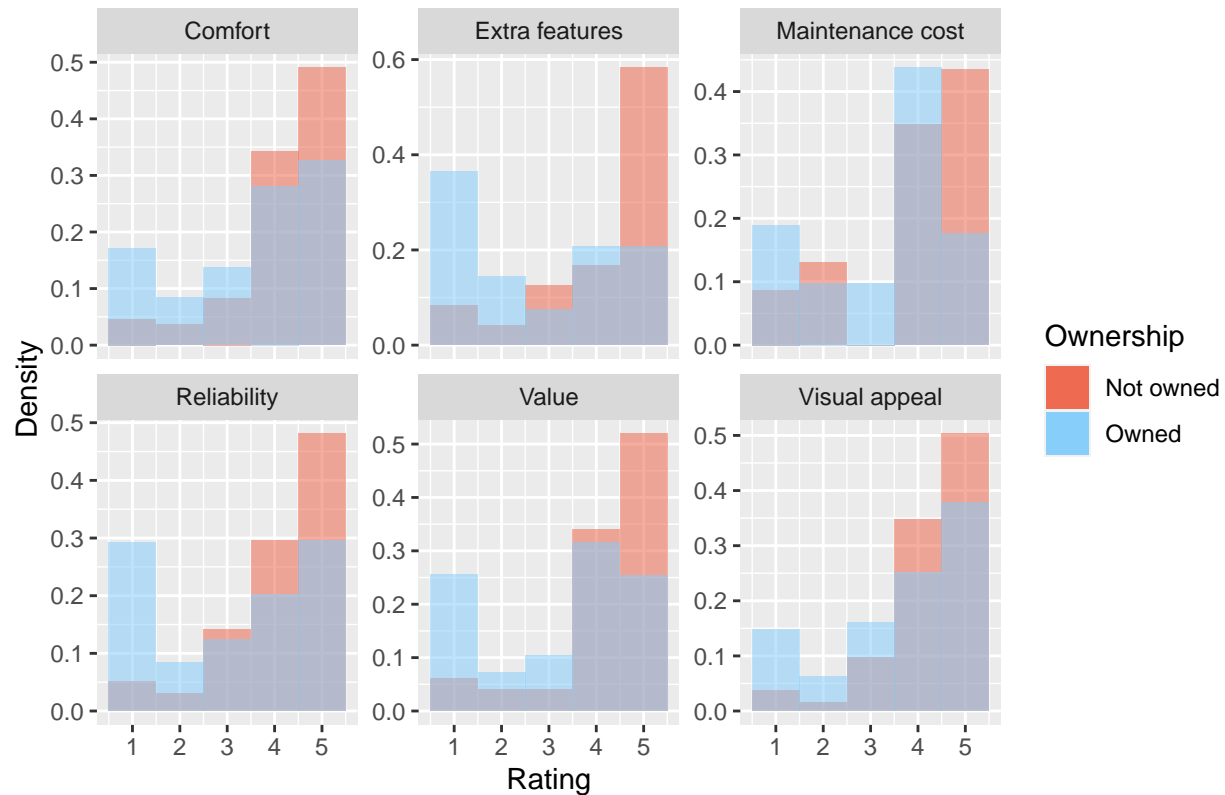 Comfort
Extra features
Maintenance cost
0.5
0.4
0.3
0.2
0.1
0.0
0.6
0.4
0.2
0.0
0.4
0.3
0.2
0.1
0.0
Reliability
Value
Visual appeal
0.5
0.4
0.3
0.2
0.1
0.0
0.5
0.4
0.3
0.2
0.1
0.0
0.5
0.4
0.3
0.2
0.1
0.0
1 2 3 4 5
1 2 3 4 5
1 2 3 4 5
Density
Rating
Ownership
Not owned
Owned